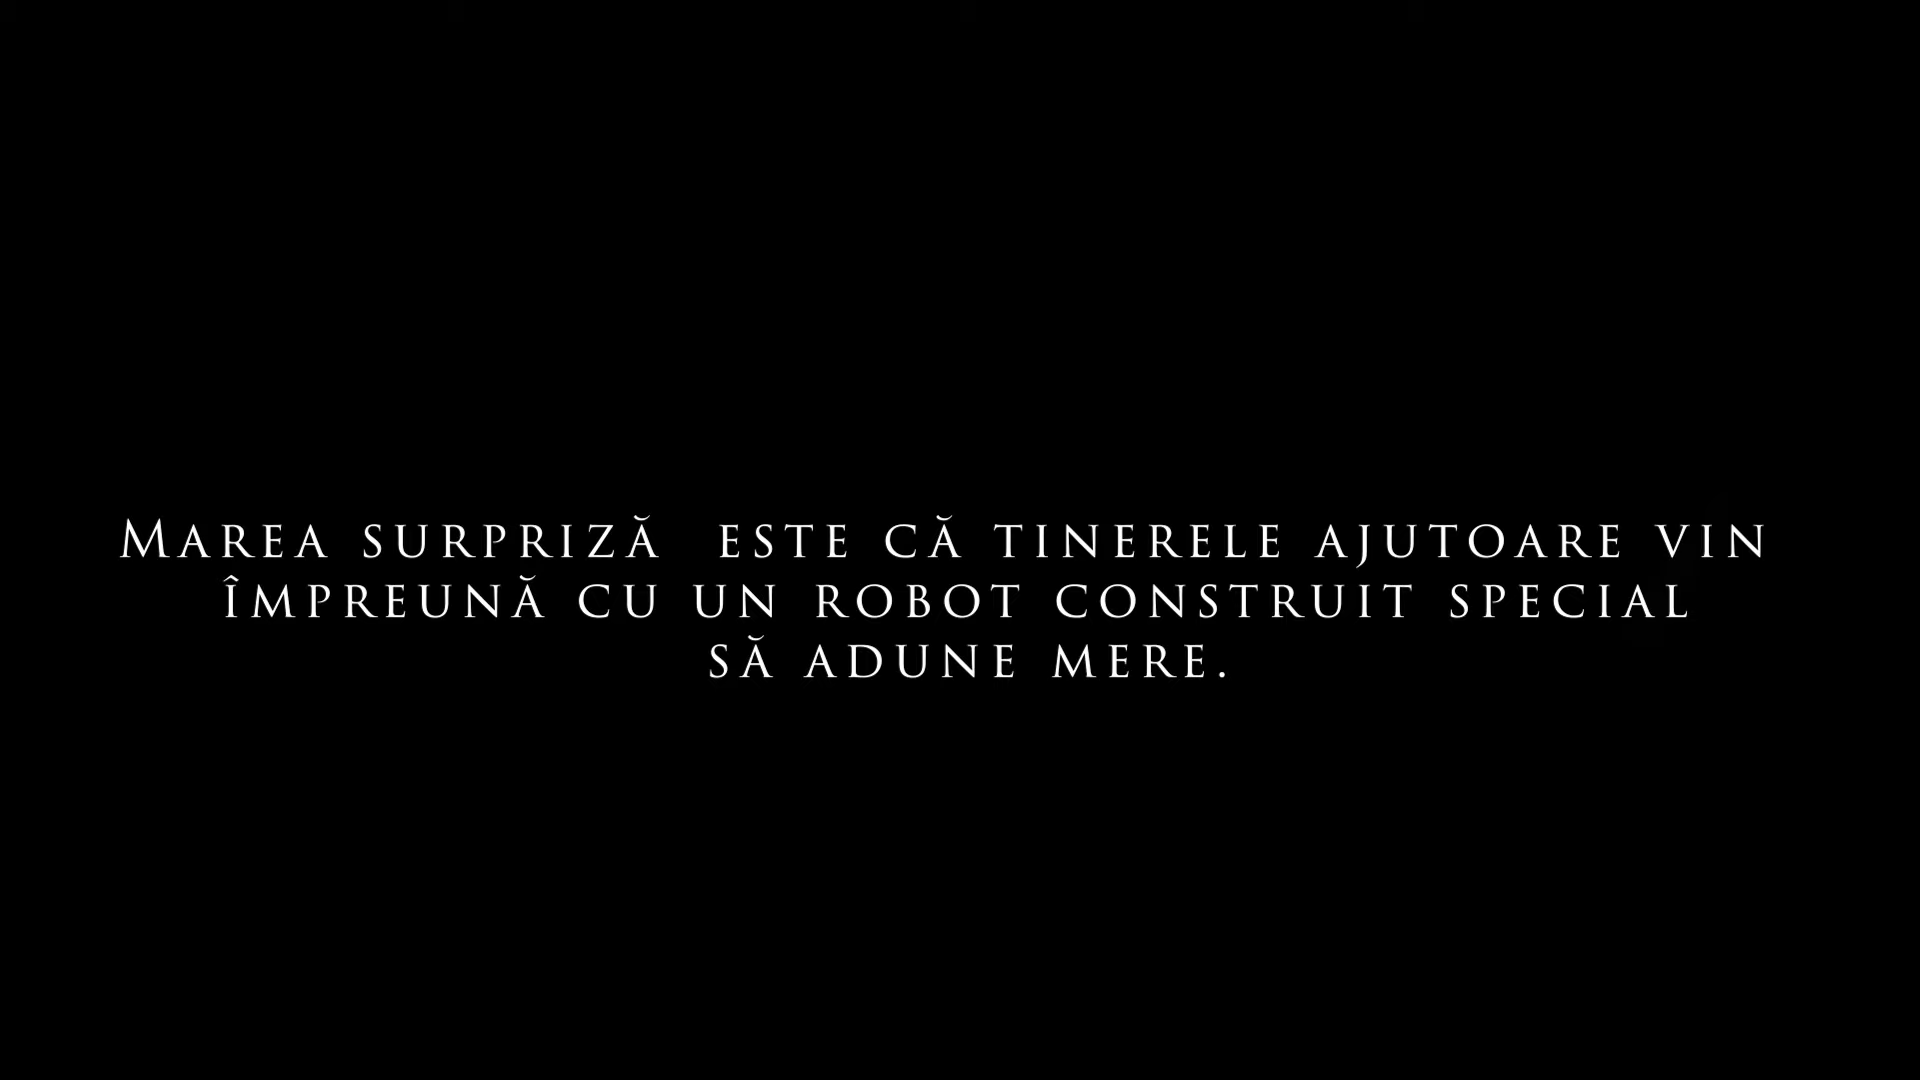 Marea surpriză  este că tinerele ajutoare vin
împreună cu un robot construit special
să adune mere.